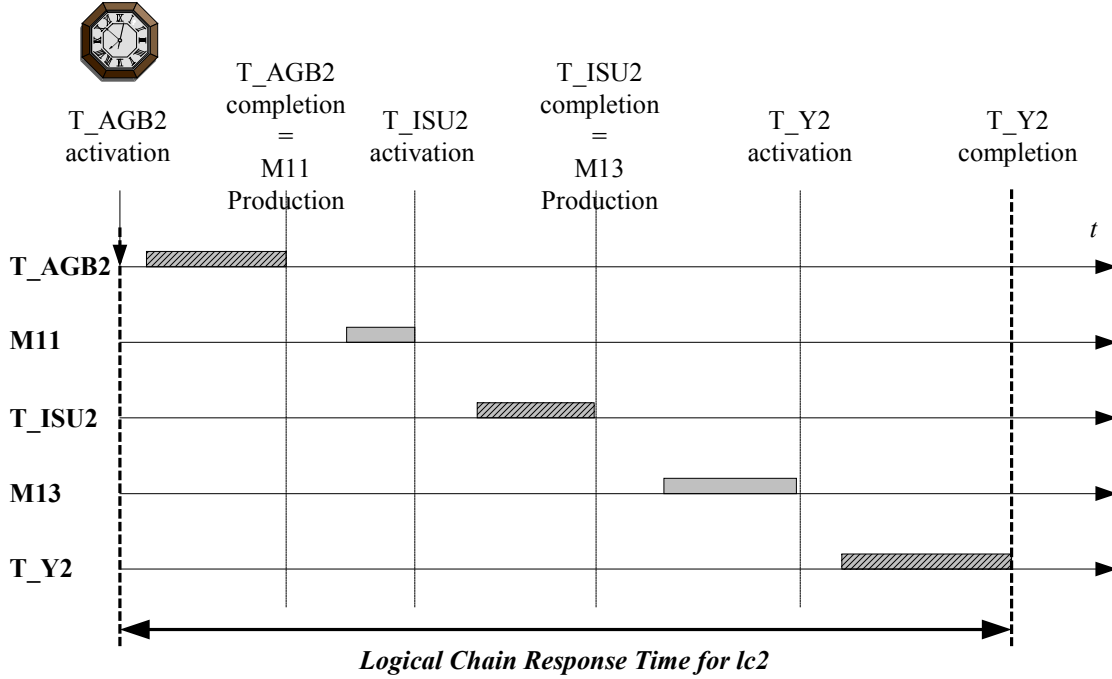 T_AGB2
activation
T_AGB2
completion
=
M11
Production
T_ISU2
activation
T_ISU2
completion
=
M13
Production
T_Y2
activation
T_Y2
completion
t
T_AGB2
M11
T_ISU2
M13
T_Y2
Logical Chain Response Time for lc2